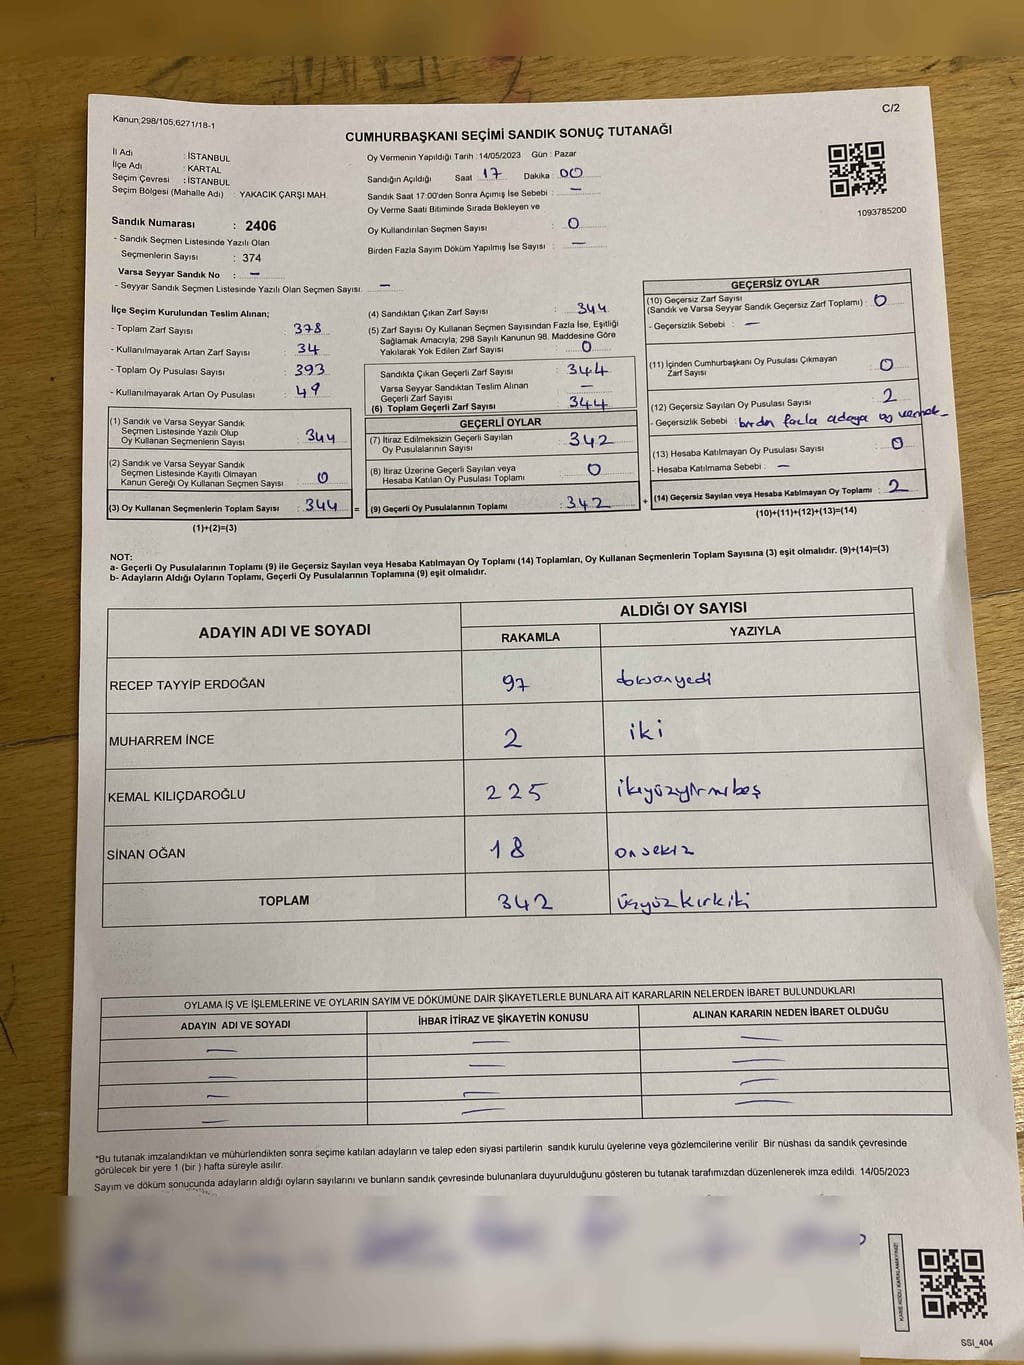 C/2
Kanun;298/105,6271/18-1
CUMHURBAŞKANI SEÇİMİ SANDIK SONUÇ TUTANAĞI
İl Adı : İSTANBUL
İlçe Adı : KARTAL
Seçim Çevresi : İSTANBUL
Seçim Bölgesi (Mahalle Adı) : YAKACIK ÇARŞI MAH.
Oy Vermenin Yapıldığı Tarih : 14/05/2023 Gün : Pazar
Sandığın Açıldığı Saat 17 Dakika : 00
Sandık Saat 17:00'den Sonra Açımış İse Sebebi : —
Oy Verme Saati Bitiminde Sırada Bekleyen ve
Oy Kullandırılan Seçmen Sayısı : 0
Birden Fazla Sayım Döküm Yapılmış İse Sayısı : —
1093785200
Sandık Numarası : 2406
- Sandık Seçmen Listesinde Yazılı Olan
Seçmenlerin Sayısı : 374
Varsa Seyyar Sandık No : —
- Seyyar Sandık Seçmen Listesinde Yazılı Olan Seçmen Sayısı: —
İlçe Seçim Kurulundan Teslim Alınan;
- Toplam Zarf Sayısı : 378
- Kullanılmayarak Artan Zarf Sayısı : 34
- Toplam Oy Pusulası Sayısı : 393
- Kullanılmayarak Artan Oy Pusulası : 49
(1) Sandık ve Varsa Seyyar Sandık
Seçmen Listesinde Yazılı Olup
Oy Kullanan Seçmenlerin Sayısı : 344
(2) Sandık ve Varsa Seyyar Sandık
Seçmen Listesinde Kayıtlı Olmayan
Kanun Gereği Oy Kullanan Seçmen Sayısı : 0
(3) Oy Kullanan Seçmenlerin Toplam Sayısı : 344 =
(1)+(2)=(3)
(4) Sandıktan Çıkan Zarf Sayısı : 344
(5) Zarf Sayısı Oy Kullanan Seçmen Sayısından Fazla İse, Eşitliği
Sağlamak Amacıyla; 298 Sayılı Kanunun 98. Maddesine Göre
Yakılarak Yok Edilen Zarf Sayısı : 0
Sandıkta Çıkan Geçerli Zarf Sayısı : 344
Varsa Seyyar Sandıktan Teslim Alınan
Geçerli Zarf Sayısı : —
(6) Toplam Geçerli Zarf Sayısı : 344
GEÇERLİ OYLAR
(7) İtiraz Edilmeksizin Geçerli Sayılan
Oy Pusulalarının Sayısı : 342
(8) İtiraz Üzerine Geçerli Sayılan veya
Hesaba Katılan Oy Pusulası Toplamı : 0
(9) Geçerli Oy Pusulalarının Toplamı : 342 +
GEÇERSİZ OYLAR
(10) Geçersiz Zarf Sayısı
(Sandık ve Varsa Seyyar Sandık Geçersiz Zarf Toplamı) : 0
- Geçersizlik Sebebi : —
(11) İçinden Cumhurbaşkanı Oy Pusulası Çıkmayan
Zarf Sayısı : 0
(12) Geçersiz Sayılan Oy Pusulası Sayısı : 2
- Geçersizlik Sebebi : birden fazla adaya oy vermek
(13) Hesaba Katılmayan Oy Pusulası Sayısı : 0
- Hesaba Katılmama Sebebi : —
(14) Geçersiz Sayılan veya Hesaba Katılmayan Oy Toplamı : 2
(10)+(11)+(12)+(13)=(14)
NOT:
a- Geçerli Oy Pusulalarının Toplamı (9) ile Geçersiz Sayılan veya Hesaba Katılmayan Oy Toplamı (14) Toplamları, Oy Kullanan Seçmenlerin Toplam Sayısına (3) eşit olmalıdır. (9)+(14)=(3)
b- Adayların Aldığı Oyların Toplamı, Geçerli Oy Pusulalarının Toplamına (9) eşit olmalıdır.
ADAYIN ADI VE SOYADI ALDIĞI OY SAYISI
RAKAMLA YAZIYLA
RECEP TAYYİP ERDOĞAN 97 doksanyedi
MUHARREM İNCE 2 iki
KEMAL KILIÇDAROĞLU 225 ikiyüzyirmibeş
SİNAN OĞAN 18 onsekiz
TOPLAM 342 üçyüzkırkiki
OYLAMA İŞ VE İŞLEMLERİNE VE OYLARIN SAYIM VE DÖKÜMÜNE DAİR ŞİKAYETLERLE BUNLARA AİT KARARLARIN NELERDEN İBARET BULUNDUKLARI
ADAYIN ADI VE SOYADI İHBAR İTİRAZ VE ŞİKAYETİN KONUSU ALINAN KARARIN NEDEN İBARET OLDUĞU
— — —
— — —
— — —
— — —
*Bu tutanak imzalandıktan ve mühürlendikten sonra seçime katılan adayların ve talep eden siyasi partilerin sandık kurulu üyelerine veya gözlemcilerine verilir Bir nüshası da sandık çevresinde
görülecek bir yere 1 (bir ) hafta süreyle asılır.
Sayım ve döküm sonucunda adayların aldığı oyların sayılarını ve bunların sandık çevresinde bulunanlara duyurulduğunu gösteren bu tutanak tarafımızdan düzenlenerek imza edildi. 14/05/2023
KARE KODU KARALAMAYINIZ!
SSI_404